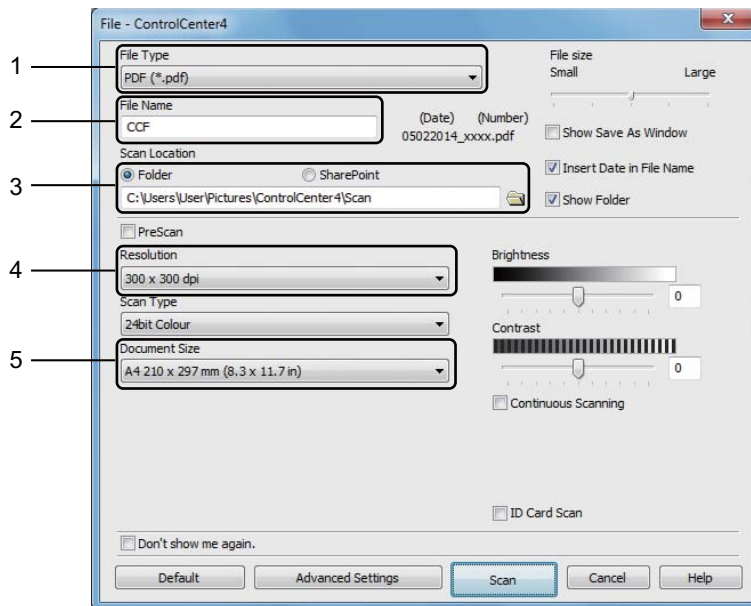 File - ControlCenter4
1
File Type
PDF (*.pdf)
File size
Small Large
2
File Name
CCF
(Date) (Number)
05022014_xxxx.pdf
Show Save As Window
Scan Location
3
Folder SharePoint
Insert Date in File Name
C:\Users\User\Pictures\ControlCenter4\Scan
Show Folder
PreScan
4
Resolution
300 x 300 dpi
Brightness
0
Scan Type
24bit Colour
Contrast
5
Document Size
A4 210 x 297 mm (8.3 x 11.7 in)
0
Continuous Scanning
ID Card Scan
Don't show me again.
Default Advanced Settings Scan Cancel Help